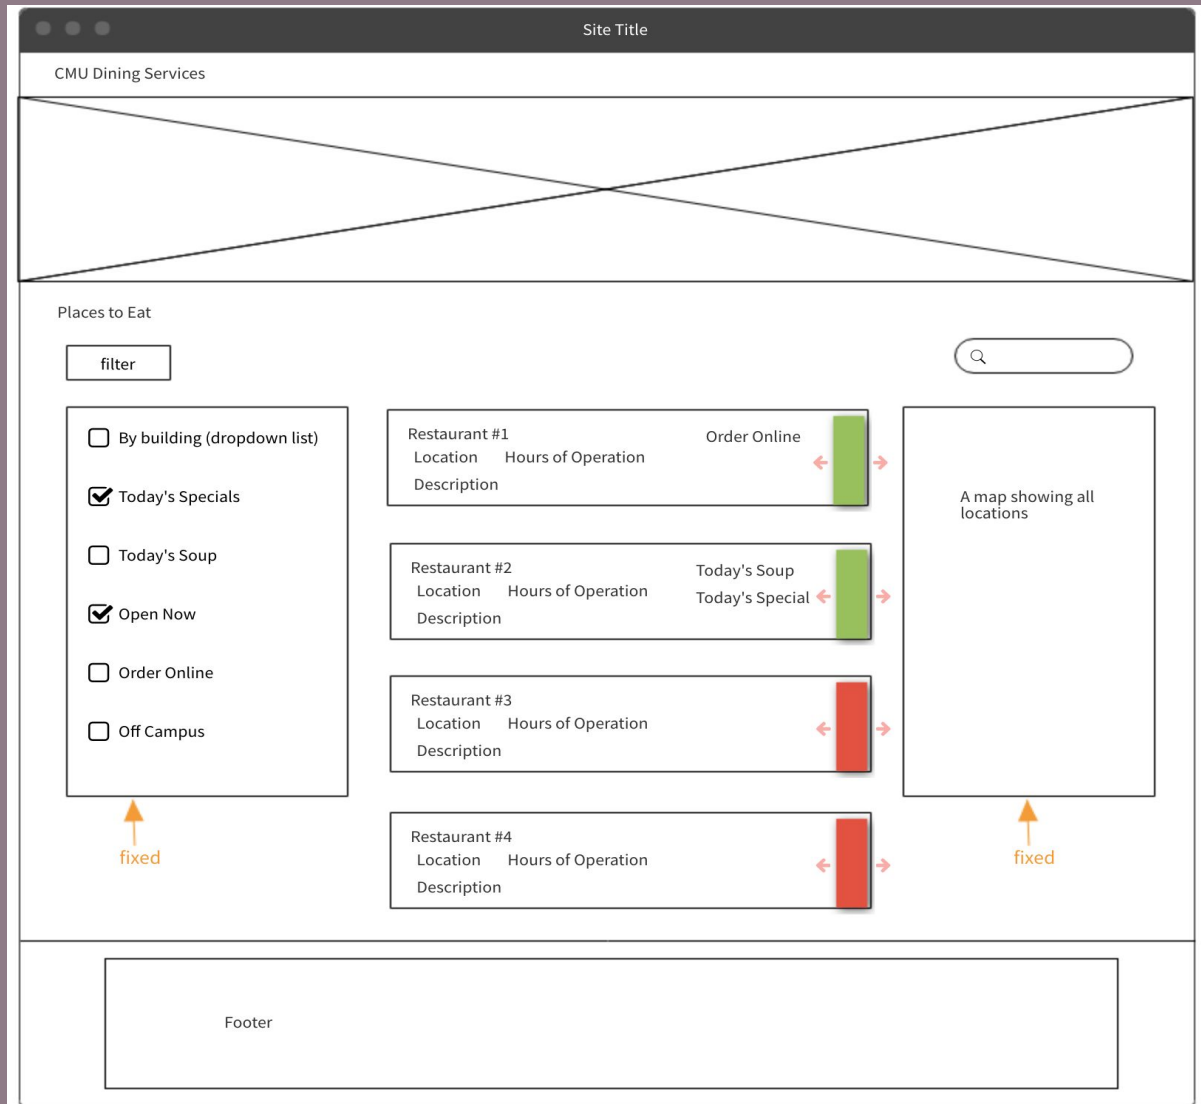 Site Title
CMU Dining Services
Places to Eat
filter
By building (dropdown list)
Today's Specials
Today's Soup
Open Now
Order Online
Off Campus
fixed
Restaurant #1
Location Hours of Operation
Description
Order Online
Restaurant #2
Location Hours of Operation
Description
Today's Soup
Today's Special
Restaurant #3
Location Hours of Operation
Description
Restaurant #4
Location Hours of Operation
Description
A map showing all
locations
fixed
Footer